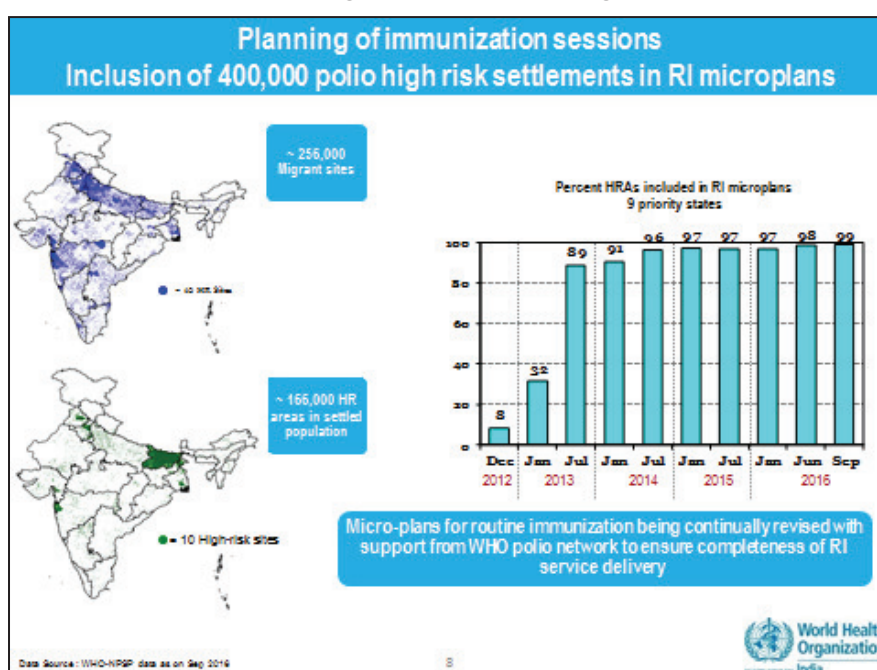 Planning of immunization sessions
Inclusion of 400,000 polio high risk settlements in RI microplans
~ 256,000
Migrant sites
Sites
~ 166,000 HR
areas in settled
population
= 10 High-risk sites
Percent HRAs included in RI microplans
9 priority states
100
80
60
40
20
0
8
32
89
91
96
97
97
97
98
99
Dec Jan Jul Jan Jul Jan Jul Jan Jun Sep
2012 2013 2014 2015 2016
Micro-plans for routine immunization being continually revised with
support from WHO polio network to ensure completeness of RI
service delivery
Data Source: WHO-NPSP data as on Sep 2016
8
World Healt
Organizatio
India